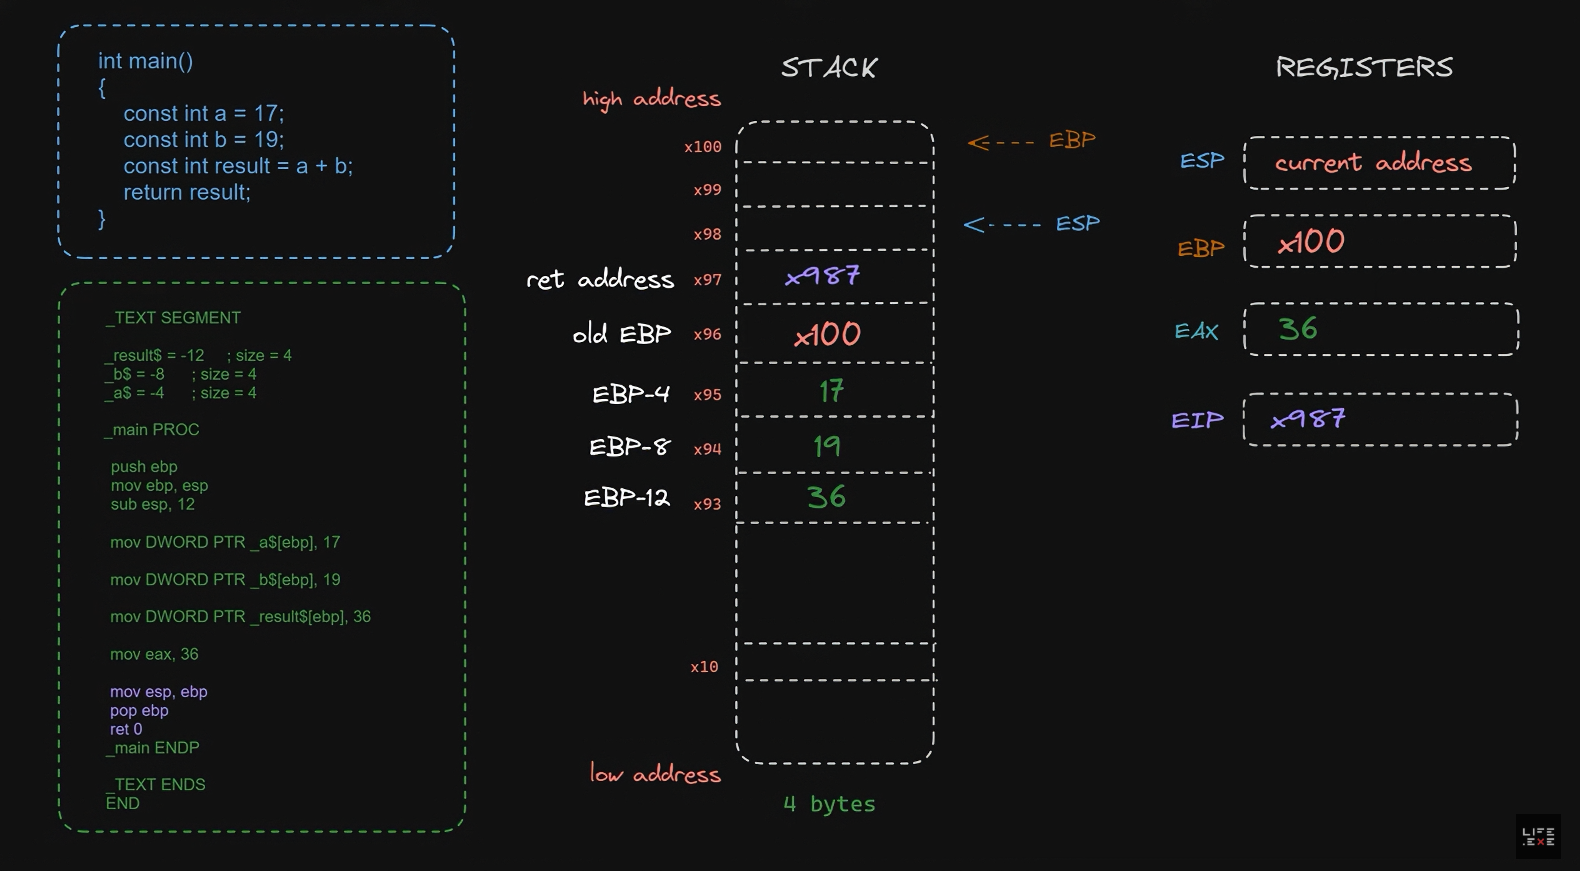 int main()
{
const int a = 17;
const int b = 19;
const int result = a + b;
return result;
}
_TEXT SEGMENT
_result$ = -12 ; size = 4
_b$ = -8 ; size = 4
_a$ = -4 ; size = 4
_main PROC
push ebp
mov ebp, esp
sub esp, 12
mov DWORD PTR _a$[ebp], 17
mov DWORD PTR _b$[ebp], 19
mov DWORD PTR _result$[ebp], 36
mov eax, 36
mov esp, ebp
pop ebp
ret 0
_main ENDP
_TEXT ENDS
END
STACK
high address
x100
x99
x98
ret address x97 x987
old EBP x96 x100
EBP-4 x95 17
EBP-8 x94 19
EBP-12 x93 36
x10
low address
4 bytes
EBP
ESP
REGISTERS
ESP current address
EBP x100
EAX 36
EIP x987
LIFE
.EXE